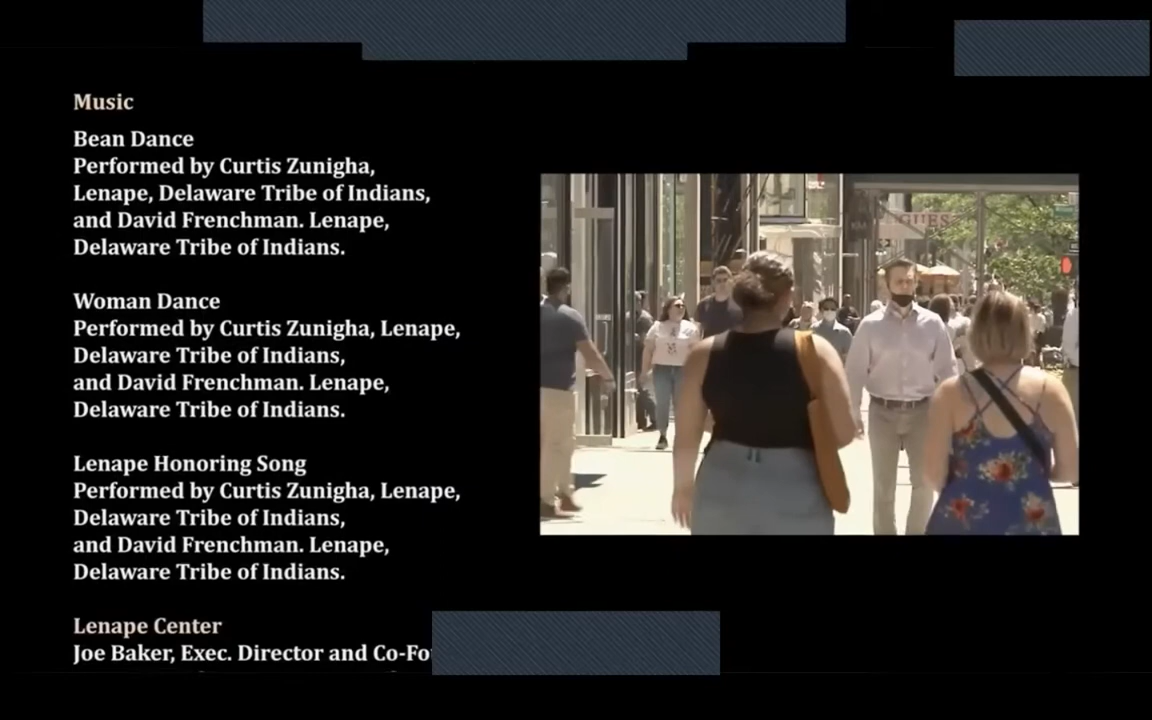 Music
Bean Dance
Performed by Curtis Zunigha,
Lenape, Delaware Tribe of Indians,
and David Frenchman. Lenape,
Delaware Tribe of Indians.
Woman Dance
Performed by Curtis Zunigha, Lenape,
Delaware Tribe of Indians,
and David Frenchman. Lenape,
Delaware Tribe of Indians.
Lenape Honoring Song
Performed by Curtis Zunigha, Lenape,
Delaware Tribe of Indians,
and David Frenchman. Lenape,
Delaware Tribe of Indians.
Lenape Center
Joe Baker, Exec. Director and
GUESS